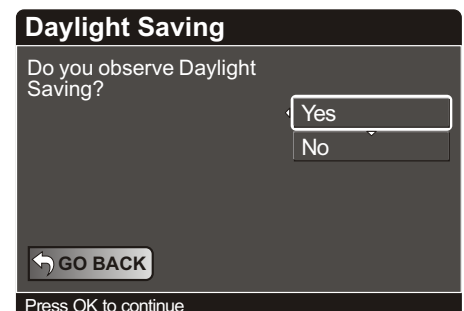 Daylight Saving
Do you observe Daylight
Saving?
Yes
No
GO BACK
Press OK to continue